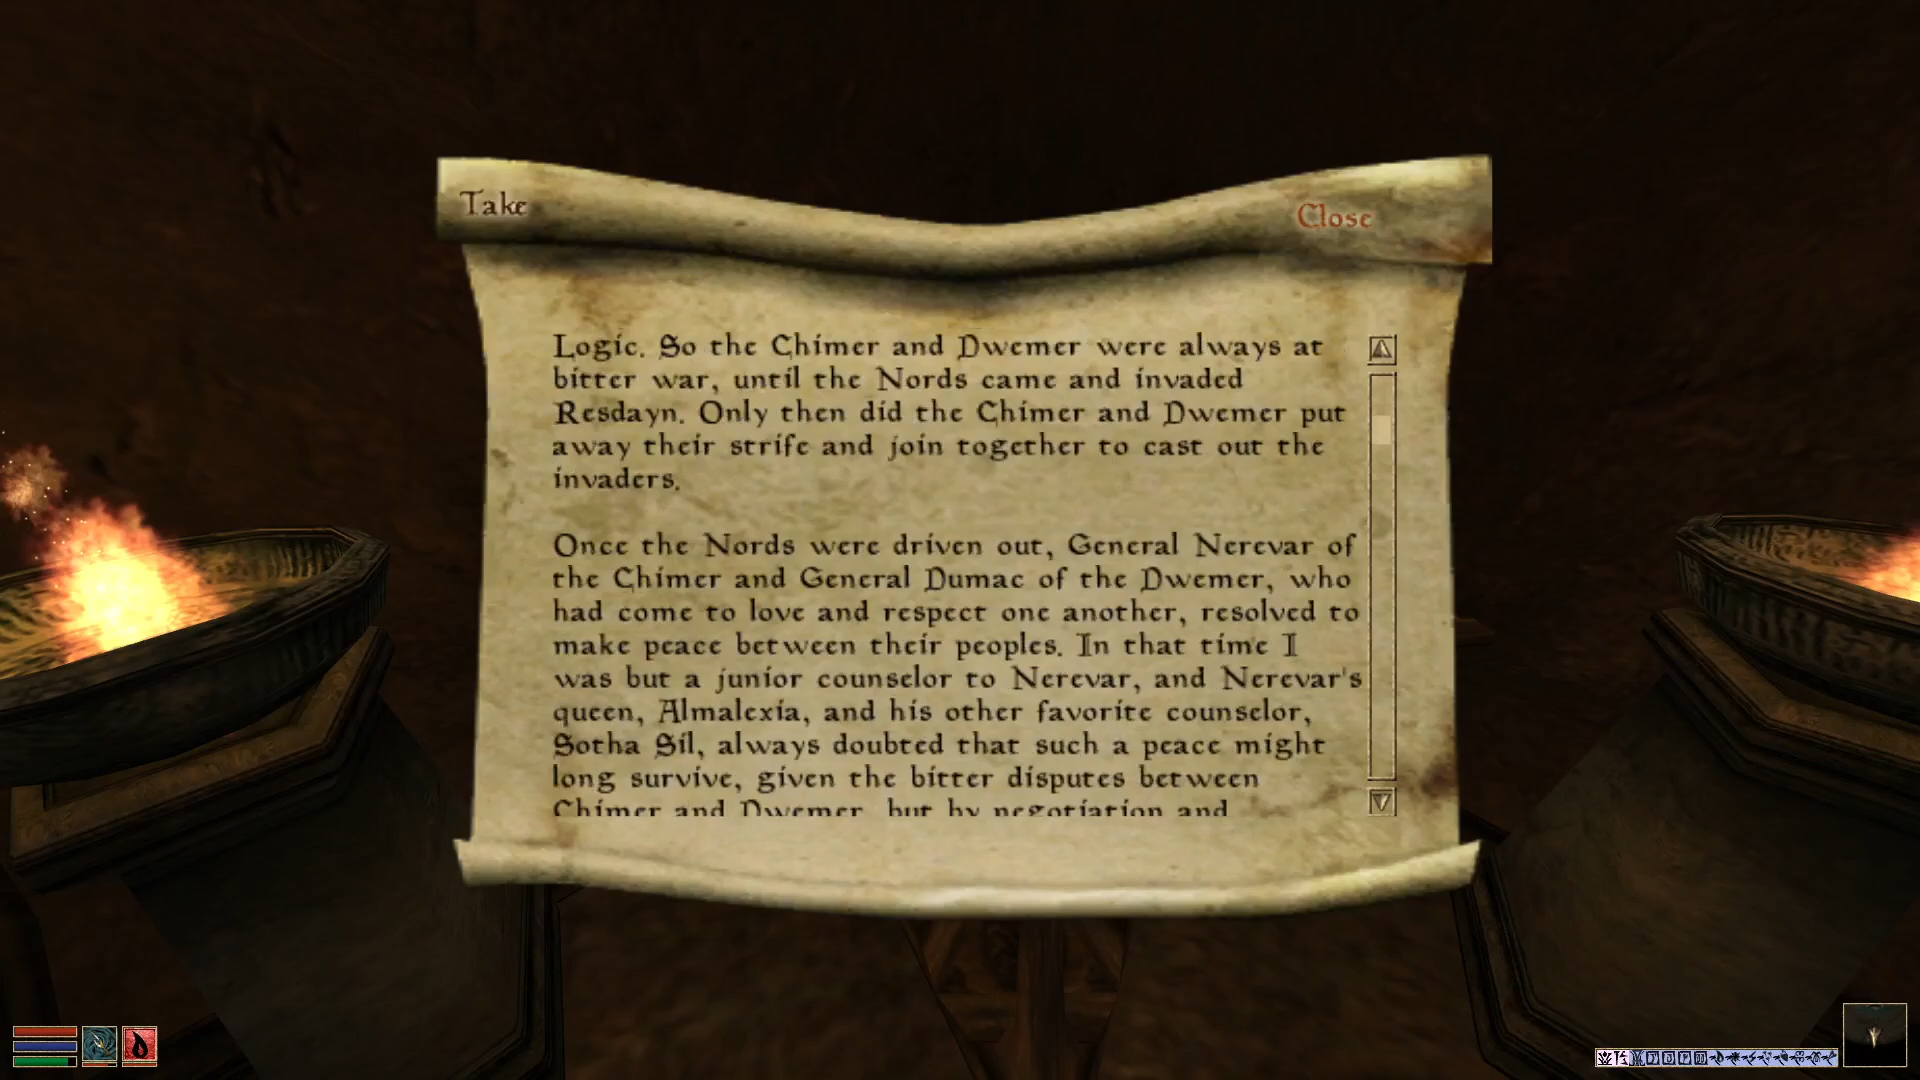 Take
Close
Logic. So the Chimer and Dwemer were always at
bitter war, until the Nords came and invaded
Resdayn. Only then did the Chimer and Dwemer put
away their strife and join together to cast out the
invaders.
Once the Nords were driven out, General Nerevar of
the Chimer and General Dumac of the Dwemer, who
had come to love and respect one another, resolved to
make peace between their peoples. In that time I
was but a junior counselor to Nerevar, and Nerevar's
queen, Almalexia, and his other favorite counselor,
Sotha Sil, always doubted that such a peace might
long survive, given the bitter disputes between
Chimer and Dwemer, but by negotiation and